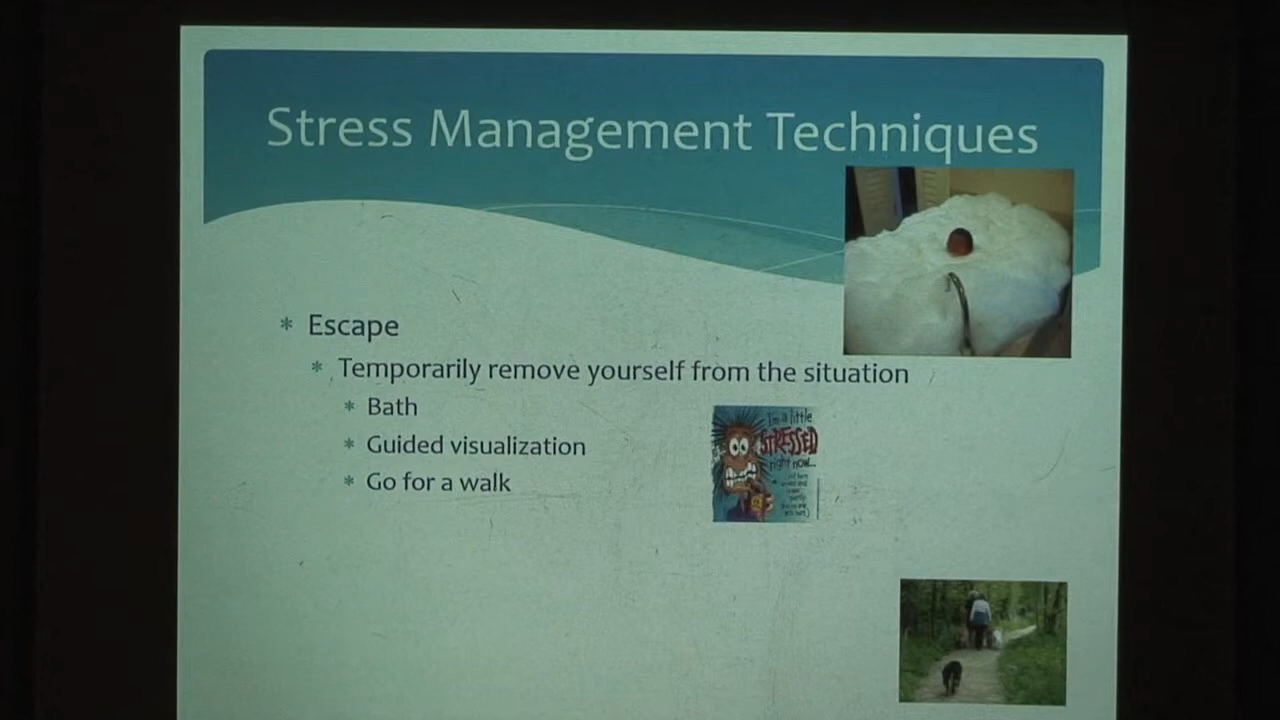 Stress Management Techniques
* Escape
* Temporarily remove yourself from the situation
* Bath
* Guided visualization
* Go for a walk
I'm a little
STRESSED
right now...